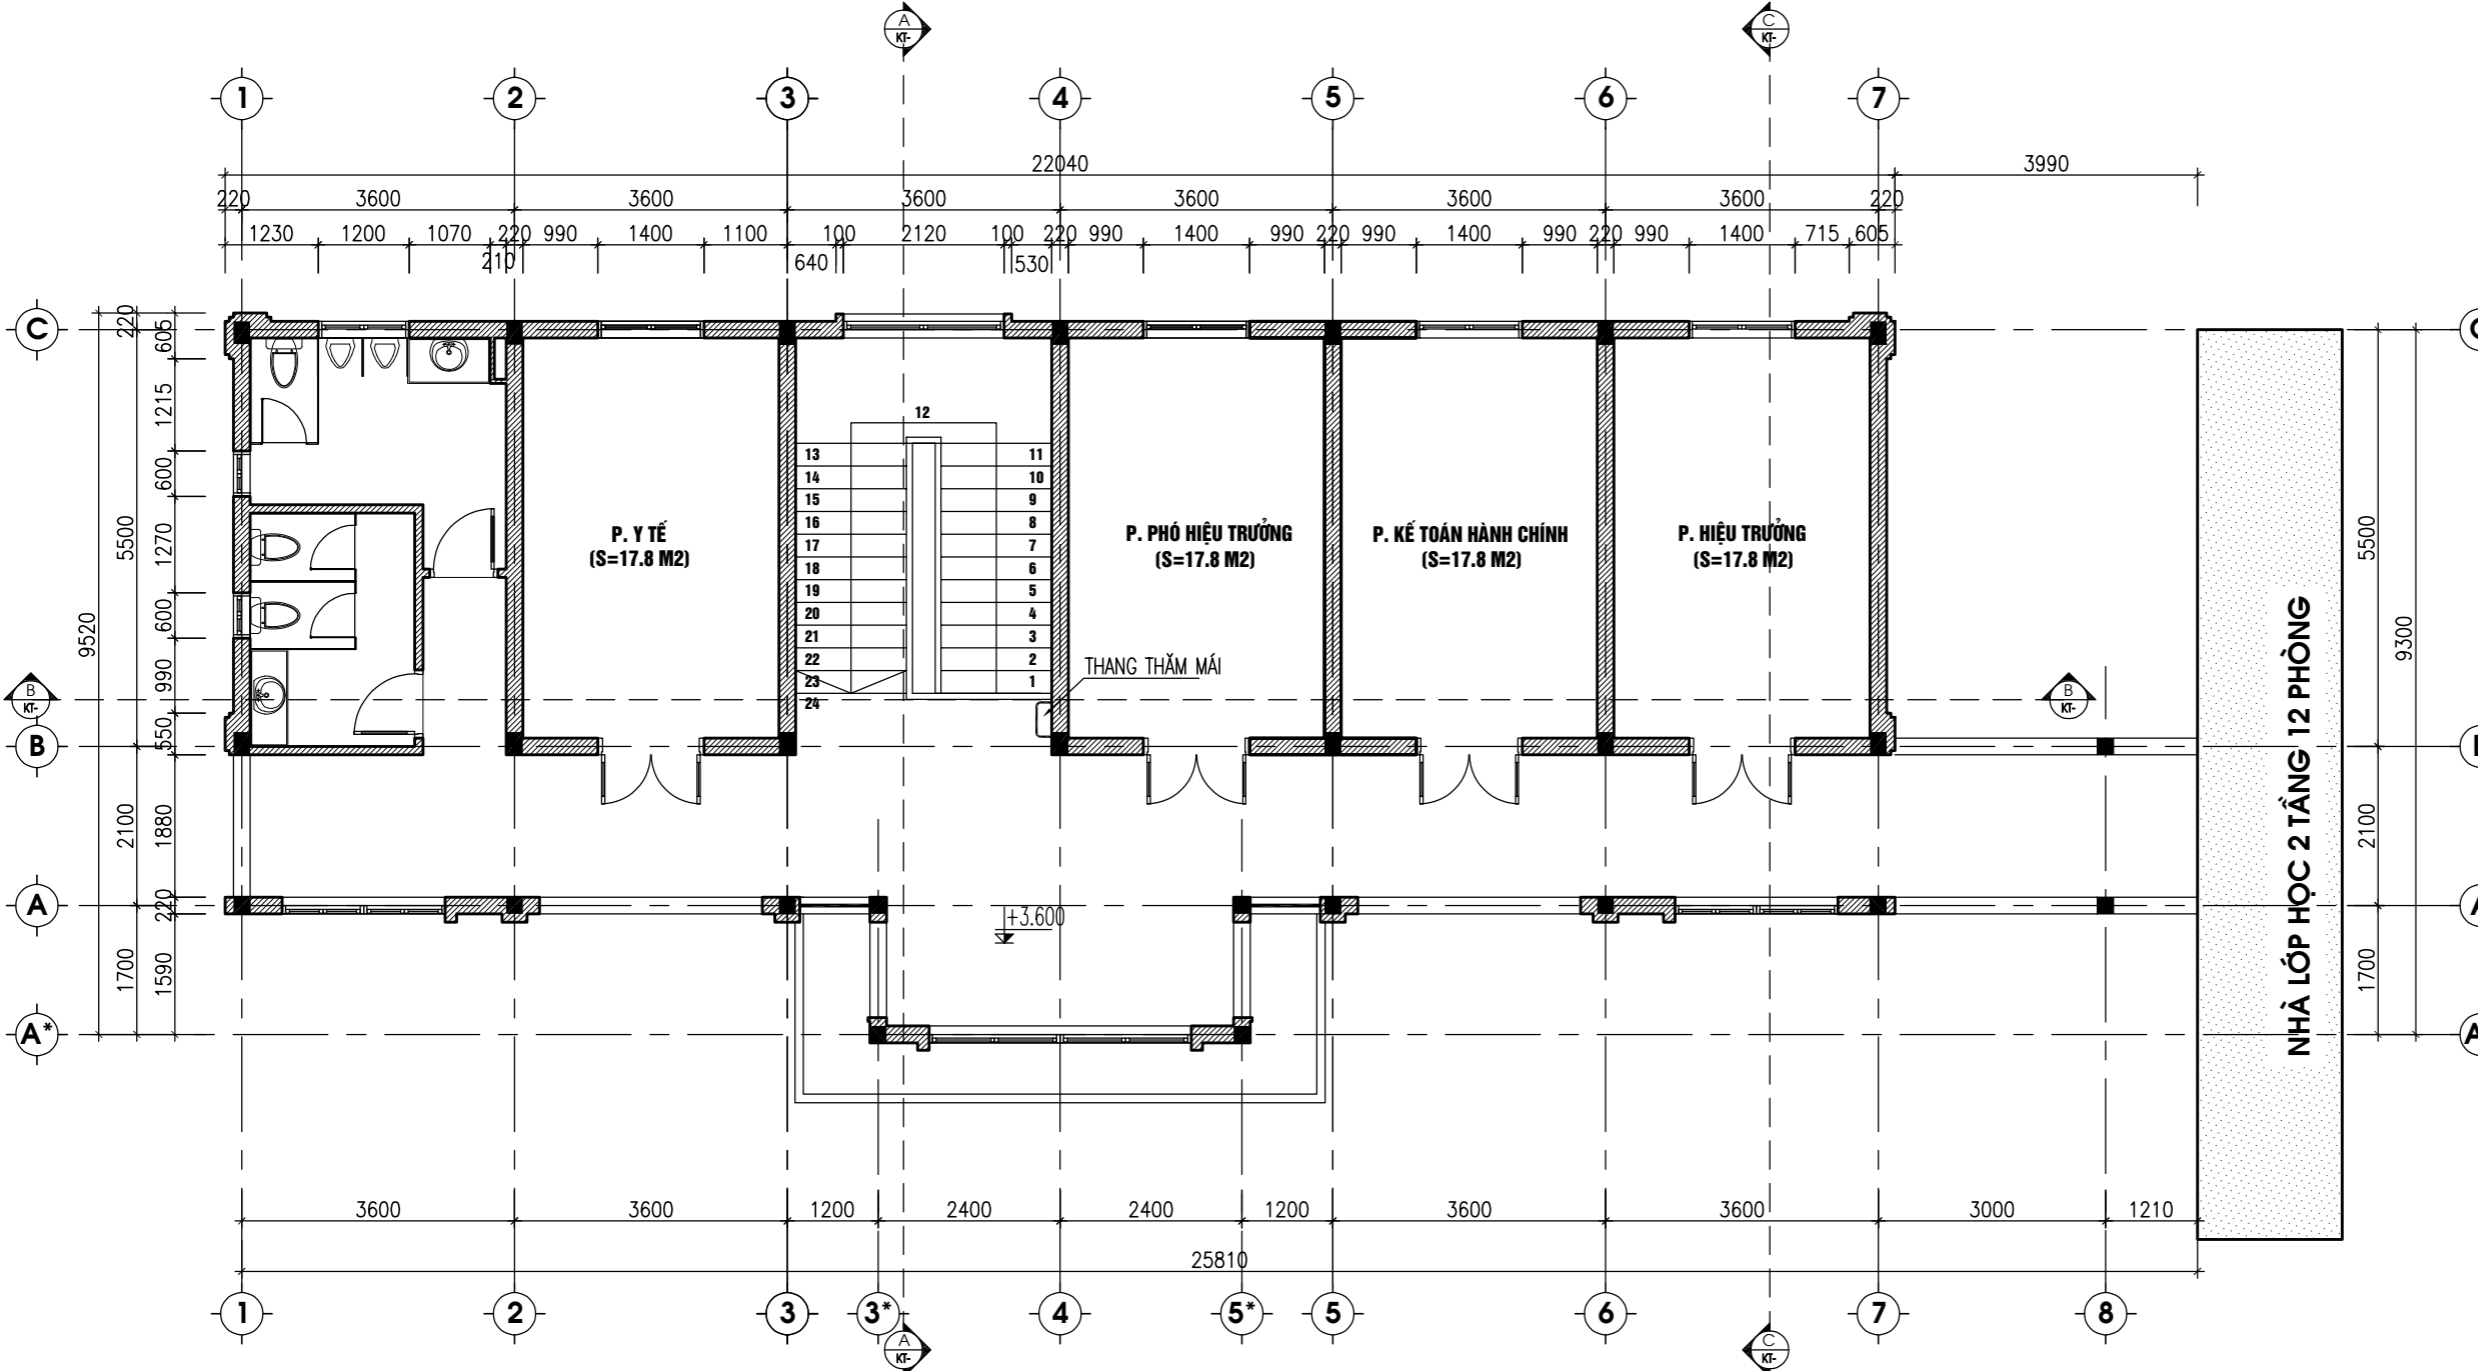 A
KT-
C
KT-
1 2 3 4 5 6 7
22040 3990
220 3600 3600 3600 3600 3600 3600 220
1230 1200 1070 220 990 1400 1100 100 2120 100 220 990 1400 990 220 990 1400 990 220 990 1400 715 605
210 640 530
C
220
605
1215
600
1270
600
990
550
1880
220
1590
5500
2100
1700
9520
12
13 11
14 10
15 9
16 8
17 7
18 6
19 5
20 4
21 3
22 2
23 1
24
P. Y TẾ
(S=17.8 M2)
P. PHÓ HIỆU TRƯỞNG
(S=17.8 M2)
P. KẾ TOÁN HÀNH CHÍNH
(S=17.8 M2)
P. HIỆU TRƯỞNG
(S=17.8 M2)
THANG THĂM MÁI
B
KT-
B
KT-
B
A
A*
+3.600
NHÀ LỚP HỌC 2 TẦNG 12 PHÒNG
5500
2100
1700
9300
A
3600 3600 1200 2400 2400 1200 3600 3600 3000 1210
25810
1 2 3 3* 4 5* 5 6 7 8
A
KT-
C
KT-